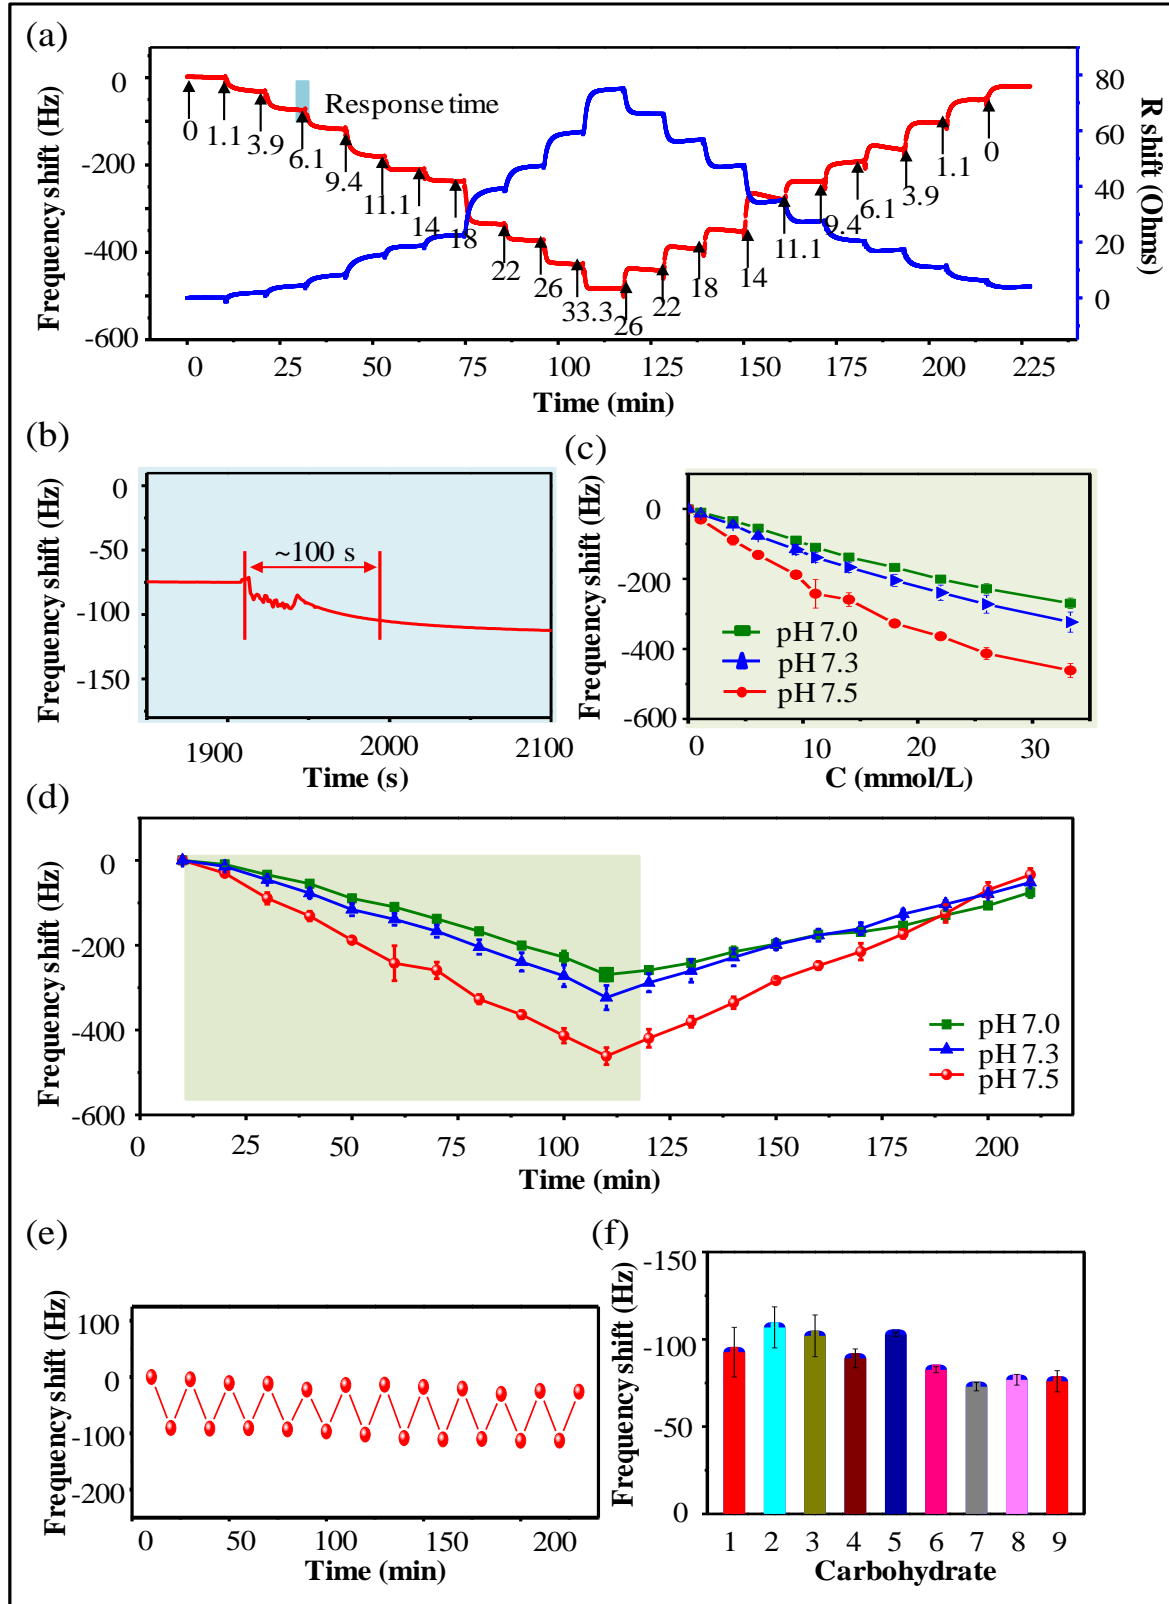 (a)
Frequency shift (Hz)
0
-200
-400
-600
Response time
0
1.1
3.9
6.1
9.4
11.1
14
18
22
26
33.3
26
22
18
14
11.1
9.4
6.1
3.9
1.1
0
80
60
40
20
0
R shift (Ohms)
0 25 50 75 100 125 150 175 200 225
Time (min)
(b)
Frequency shift (Hz)
0
-50
-100
-150
~100 s
1900 2000 2100
Time (s)
(c)
Frequency shift (Hz)
0
-200
-400
-600
pH 7.0
pH 7.3
pH 7.5
0 10 20 30
C (mmol/L)
(d)
Frequency shift (Hz)
0
-200
-400
-600
pH 7.0
pH 7.3
pH 7.5
0 25 50 75 100 125 150 175 200
Time (min)
(e)
Frequency shift (Hz)
100
0
-100
-200
0 50 100 150 200
Time (min)
(f)
Frequency shift (Hz)
-150
-100
-50
0
1 2 3 4 5 6 7 8 9
Carbohydrate